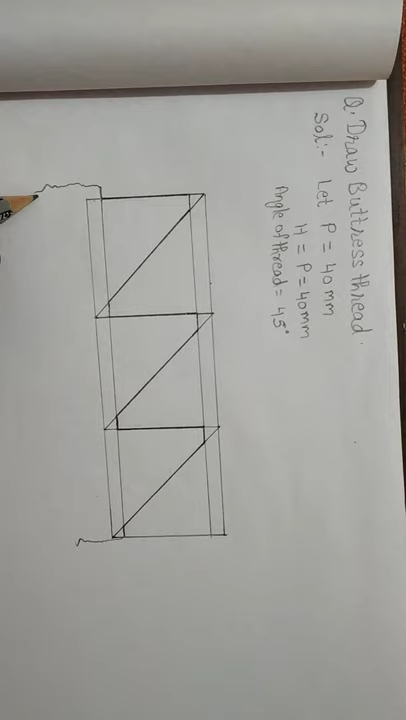 Q. Draw Buttress thread.
Sol:- Let P = 40 mm
H = P = 40mm
Angle of thread = 45°